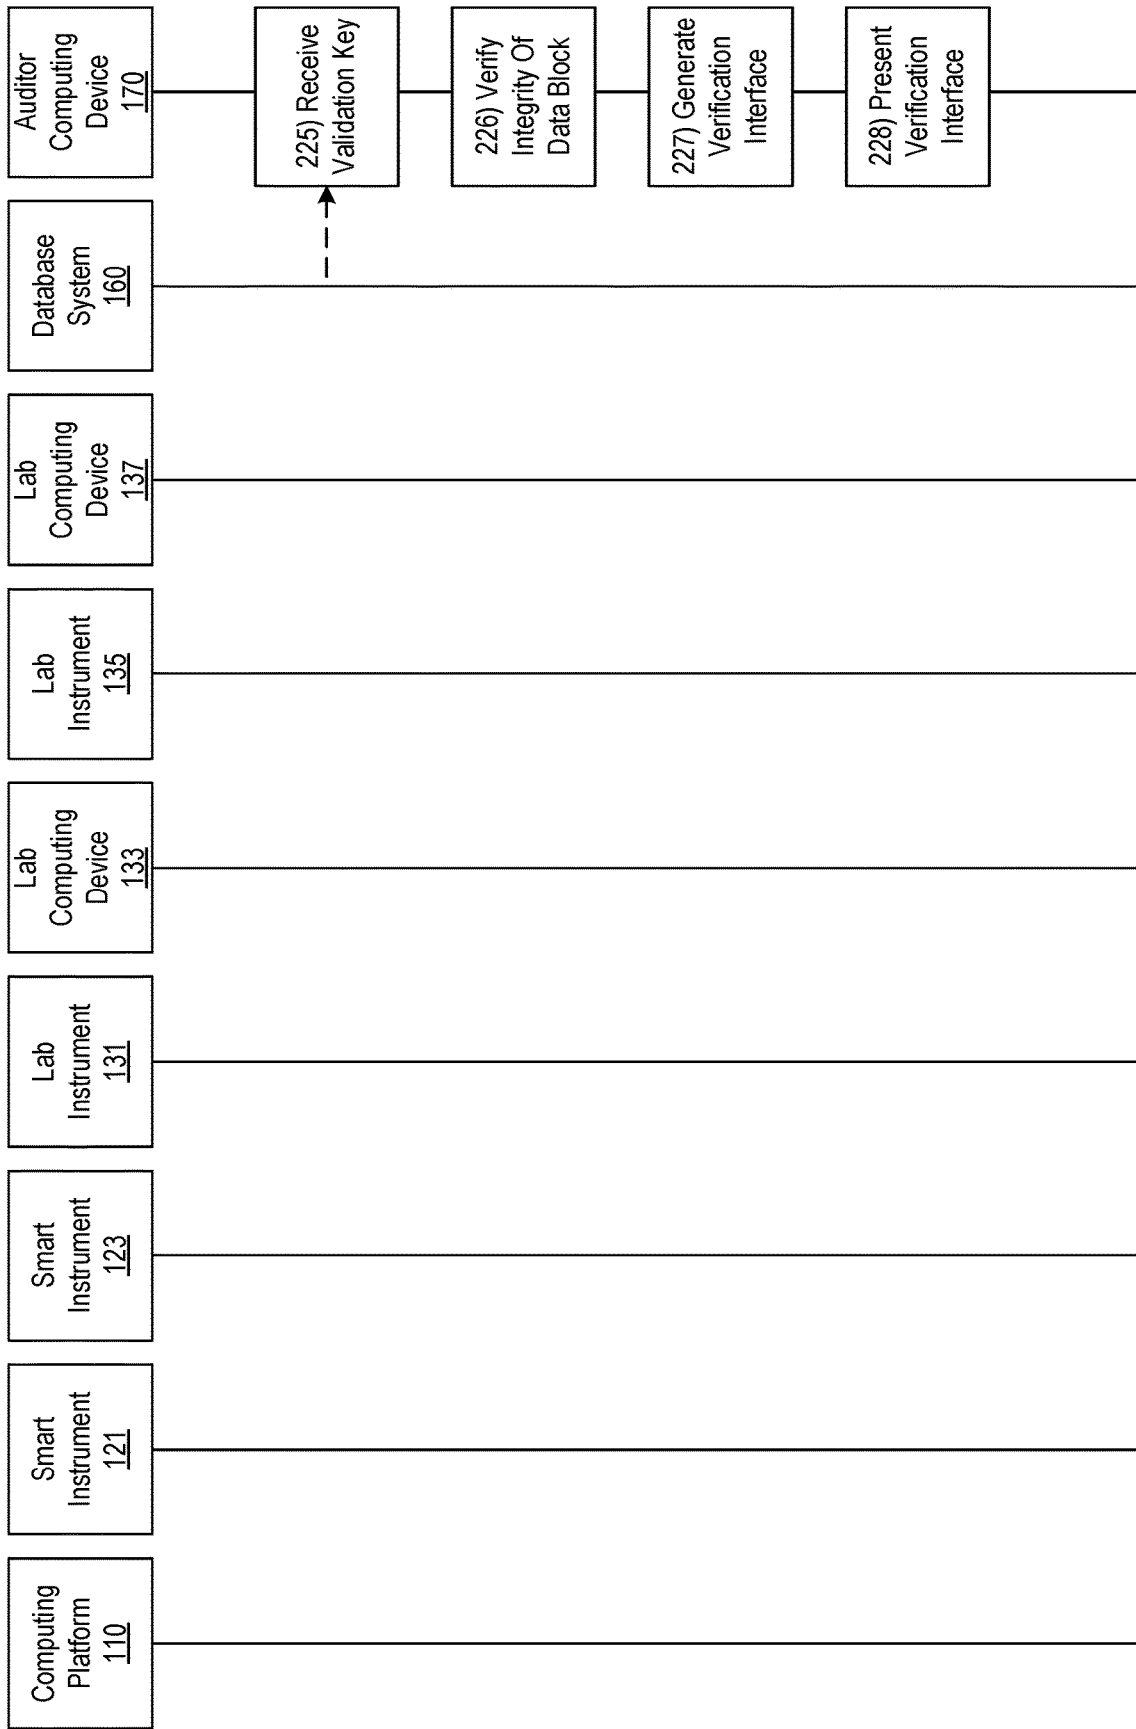 Computing
Platform
110
Smart
Instrument
121
Smart
Instrument
123
Lab
Instrument
131
Lab
Computing
Device
133
Lab
Instrument
135
Lab
Computing
Device
137
Database
System
160
Auditor
Computing
Device
170
225) Receive
Validation Key
226) Verify
Integrity Of
Data Block
227) Generate
Verification
Interface
228) Present
Verification
Interface